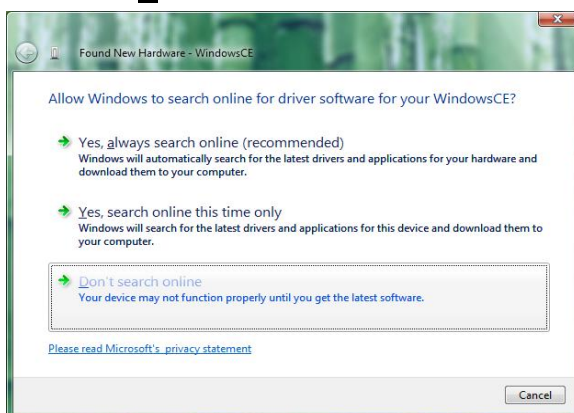 Found New Hardware - WindowsCE
Allow Windows to search online for driver software for your WindowsCE?
Yes, always search online (recommended)
Windows will automatically search for the latest drivers and applications for your hardware and
download them to your computer.
Yes, search online this time only
Windows will search for the latest drivers and applications for this device and download them to
your computer.
Don't search online
Your device may not function properly until you get the latest software.
Please read Microsoft's privacy statement
Cancel